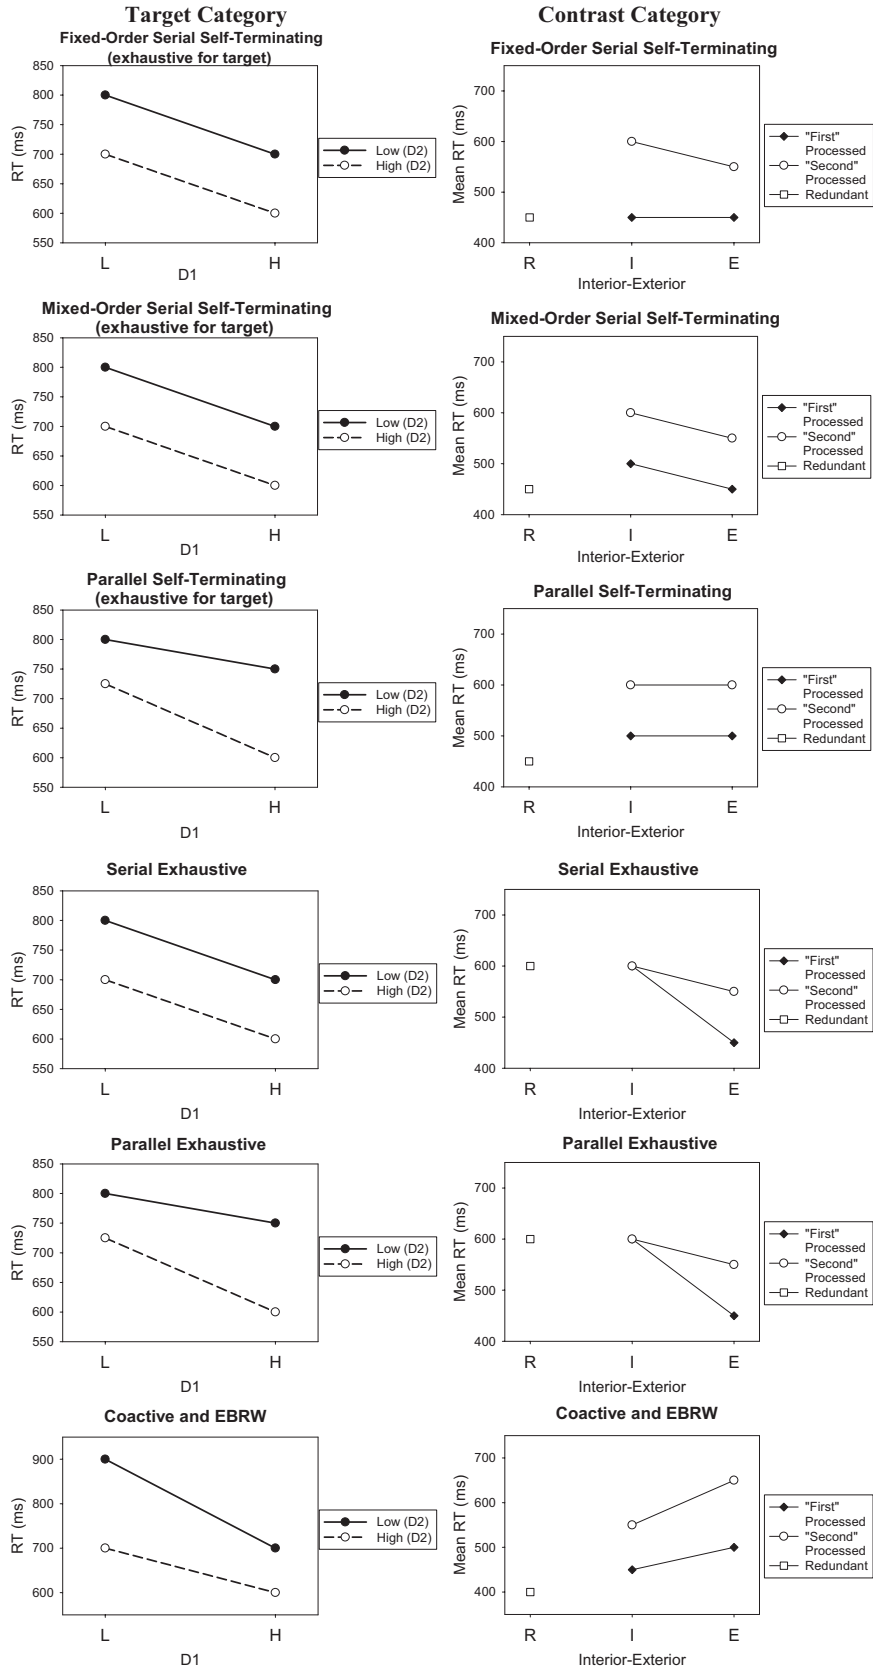 Target Category
Contrast Category
Fixed-Order Serial Self-Terminating
(exhaustive for target)
850
800
750
700
650
600
550
RT (ms)
L
H
D1
Low (D2)
High (D2)
Fixed-Order Serial Self-Terminating
700
600
500
400
Mean RT (ms)
R
I
E
Interior-Exterior
"First"
Processed
"Second"
Processed
Redundant
Mixed-Order Serial Self-Terminating
(exhaustive for target)
850
800
750
700
650
600
550
RT (ms)
L
H
D1
Low (D2)
High (D2)
Mixed-Order Serial Self-Terminating
700
600
500
400
Mean RT (ms)
R
I
E
Interior-Exterior
"First"
Processed
"Second"
Processed
Redundant
Parallel Self-Terminating
(exhaustive for target)
850
800
750
700
650
600
550
RT (ms)
L
H
D1
Low (D2)
High (D2)
Parallel Self-Terminating
700
600
500
400
Mean RT (ms)
R
I
E
Interior-Exterior
"First"
Processed
"Second"
Processed
Redundant
Serial Exhaustive
850
800
750
700
650
600
550
RT (ms)
L
H
D1
Low (D2)
High (D2)
Serial Exhaustive
700
600
500
400
Mean RT (ms)
R
I
E
Interior-Exterior
"First"
Processed
"Second"
Processed
Redundant
Parallel Exhaustive
850
800
750
700
650
600
550
RT (ms)
L
H
D1
Low (D2)
High (D2)
Parallel Exhaustive
700
600
500
400
Mean RT (ms)
R
I
E
Interior-Exterior
"First"
Processed
"Second"
Processed
Redundant
Coactive and EBRW
900
800
700
600
RT (ms)
L
H
D1
Low (D2)
High (D2)
Coactive and EBRW
700
600
500
400
Mean RT (ms)
R
I
E
Interior-Exterior
"First"
Processed
"Second"
Processed
Redundant